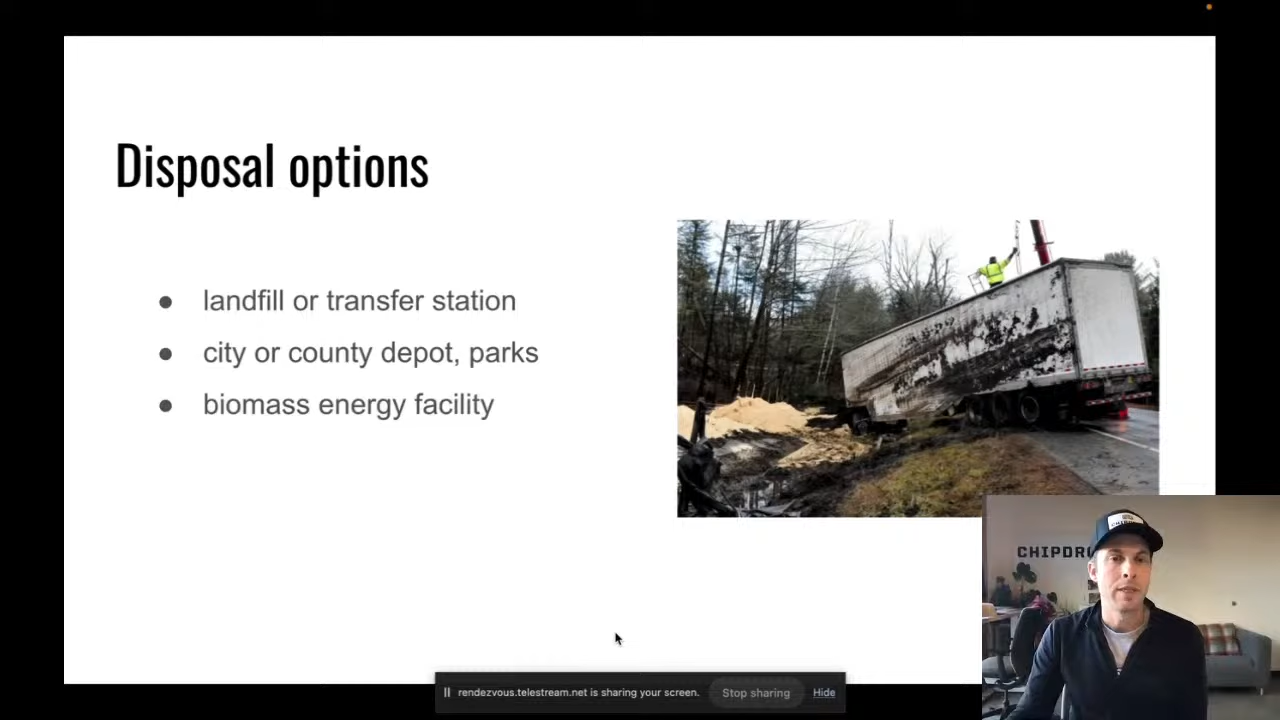 Disposal options
● landfill or transfer station
● city or county depot, parks
● biomass energy facility
CHIPDRO
rendezvous.telestream.net is sharing your screen.
Stop sharing
Hide